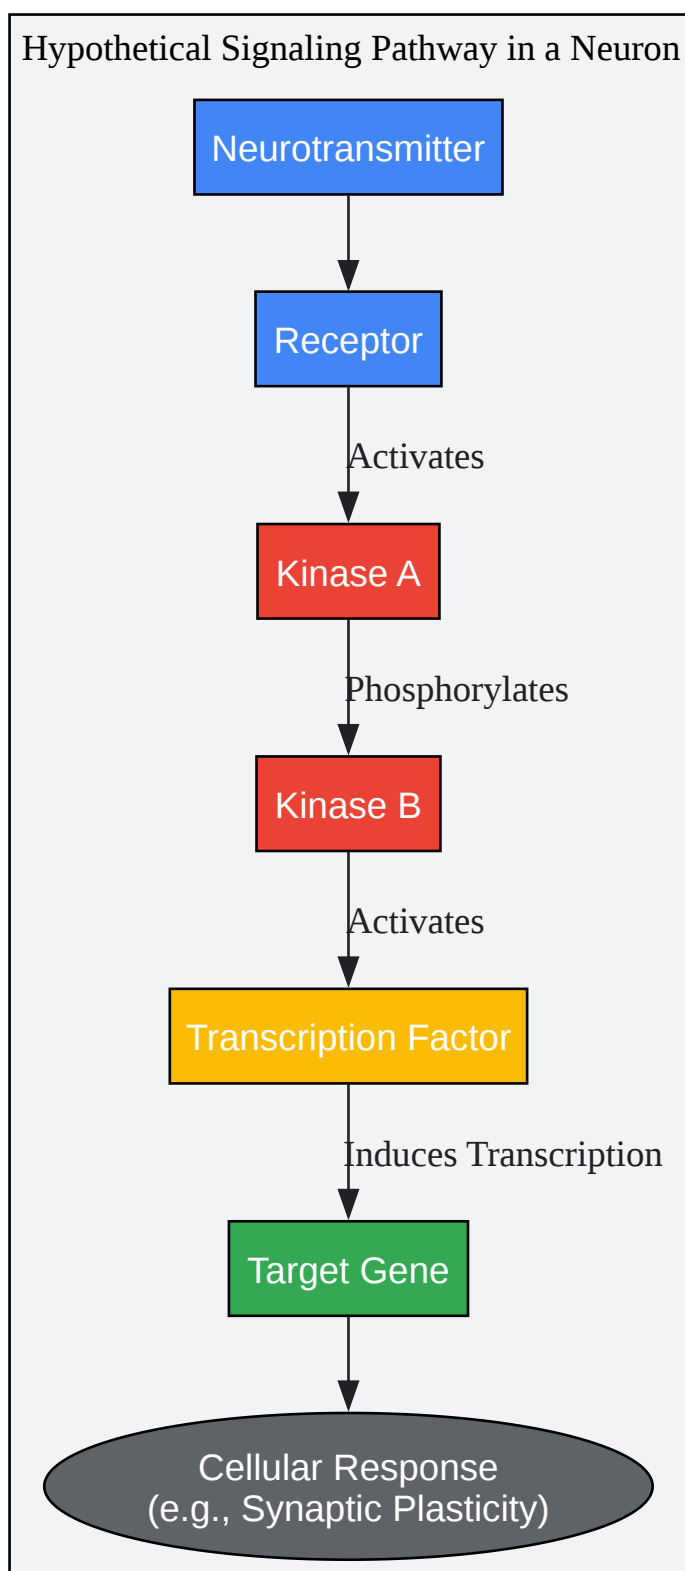 Hypothetical Signaling Pathway in a Neuron
Neurotransmitter
Receptor
Activates
Kinase A
Phosphorylates
Kinase B
Activates
Transcription Factor
Induces Transcription
Target Gene
Cellular Response
(e.g., Synaptic Plasticity)